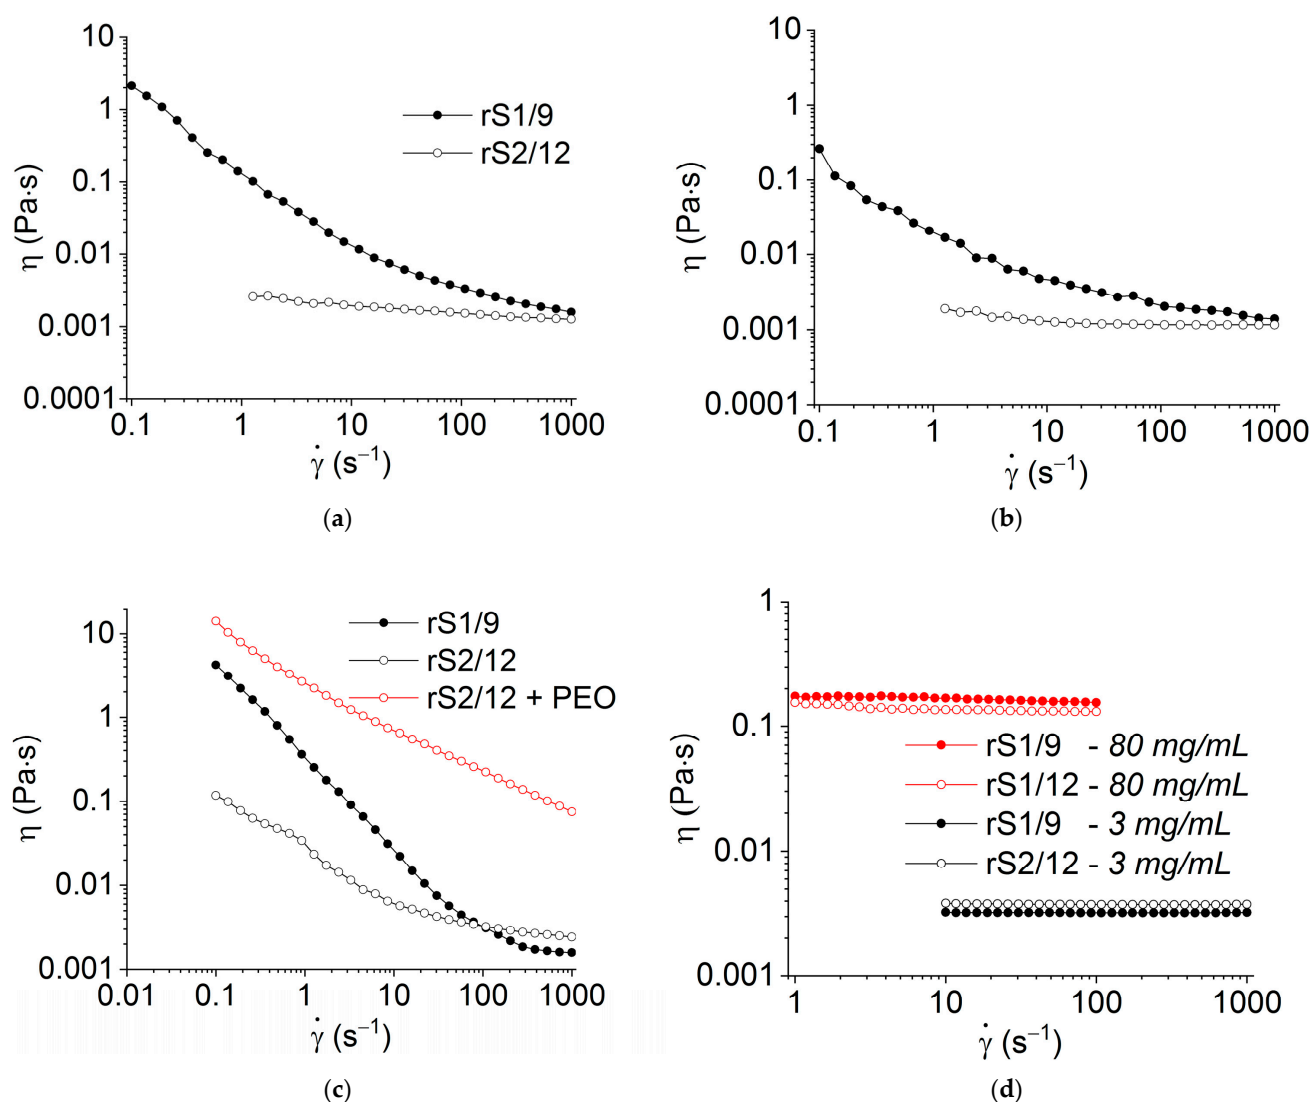 10
1
0.1
0.01
0.001
0.0001
η (Pa·s)
rS1/9
rS2/12
0.1 1 10 100 1000
γ̇ (s⁻¹)
(a)
10
1
0.1
0.01
0.001
0.0001
η (Pa·s)
0.1 1 10 100 1000
γ̇ (s⁻¹)
(b)
10
1
0.1
0.01
0.001
η (Pa·s)
rS1/9
rS2/12
rS2/12 + PEO
0.01 0.1 1 10 100 1000
γ̇ (s⁻¹)
(c)
1
0.1
0.01
0.001
η (Pa·s)
rS1/9 - 80 mg/mL
rS1/12 - 80 mg/mL
rS1/9 - 3 mg/mL
rS2/12 - 3 mg/mL
1 10 100 1000
γ̇ (s⁻¹)
(d)